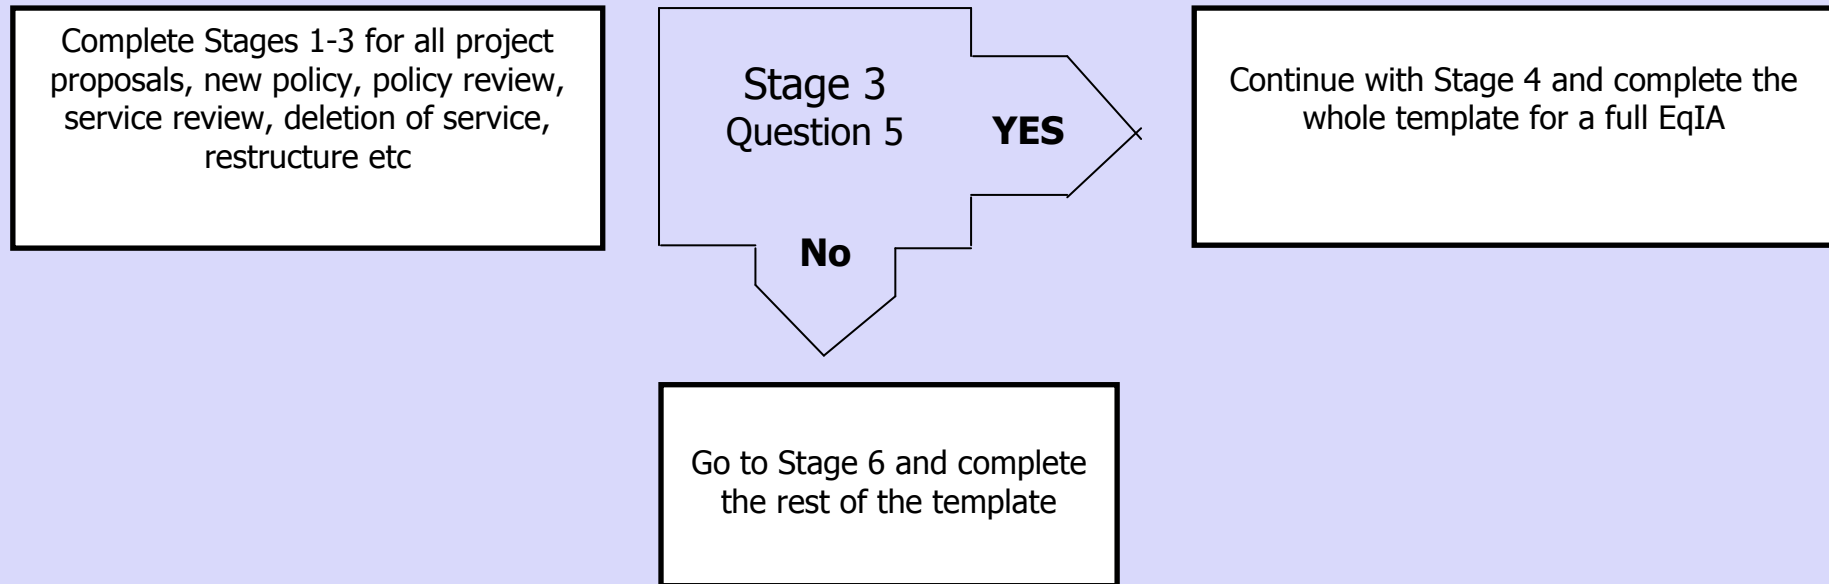 Complete Stages 1-3 for all project
proposals, new policy, policy review,
service review, deletion of service,
restructure etc
Stage 3
Question 5
YES
No
Continue with Stage 4 and complete the
whole template for a full EqIA
Go to Stage 6 and complete
the rest of the template